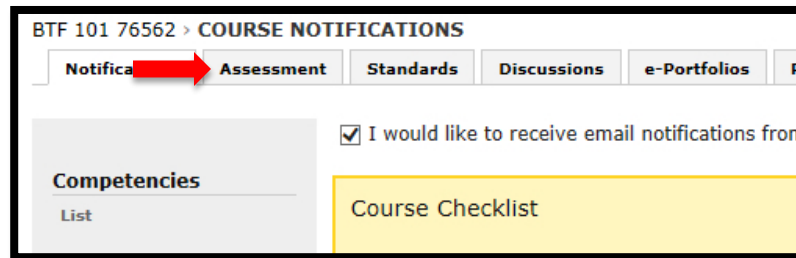 BTF 101 76562 › COURSE NOTIFICATIONS
Assessment Standards Discussions e-Portfolios
I would like to receive email notifications
Competencies
List
Course Checklist